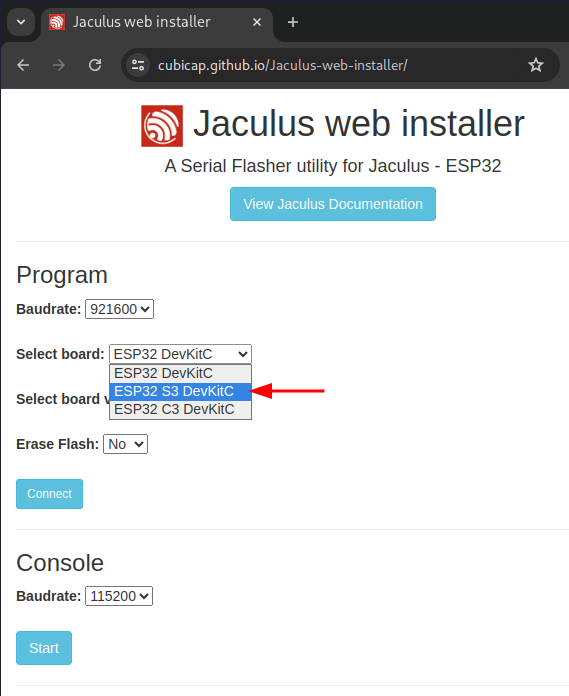 Jaculus web installer
cubicap.github.io/Jaculus-web-installer/
Jaculus web installer
A Serial Flasher utility for Jaculus - ESP32
View Jaculus Documentation
Program
Baudrate: 921600
Select board: ESP32 DevKitC
ESP32 DevKitC
ESP32 S3 DevKitC
Select board v
ESP32 C3 DevKitC
Erase Flash: No
Connect
Console
Baudrate: 115200
Start